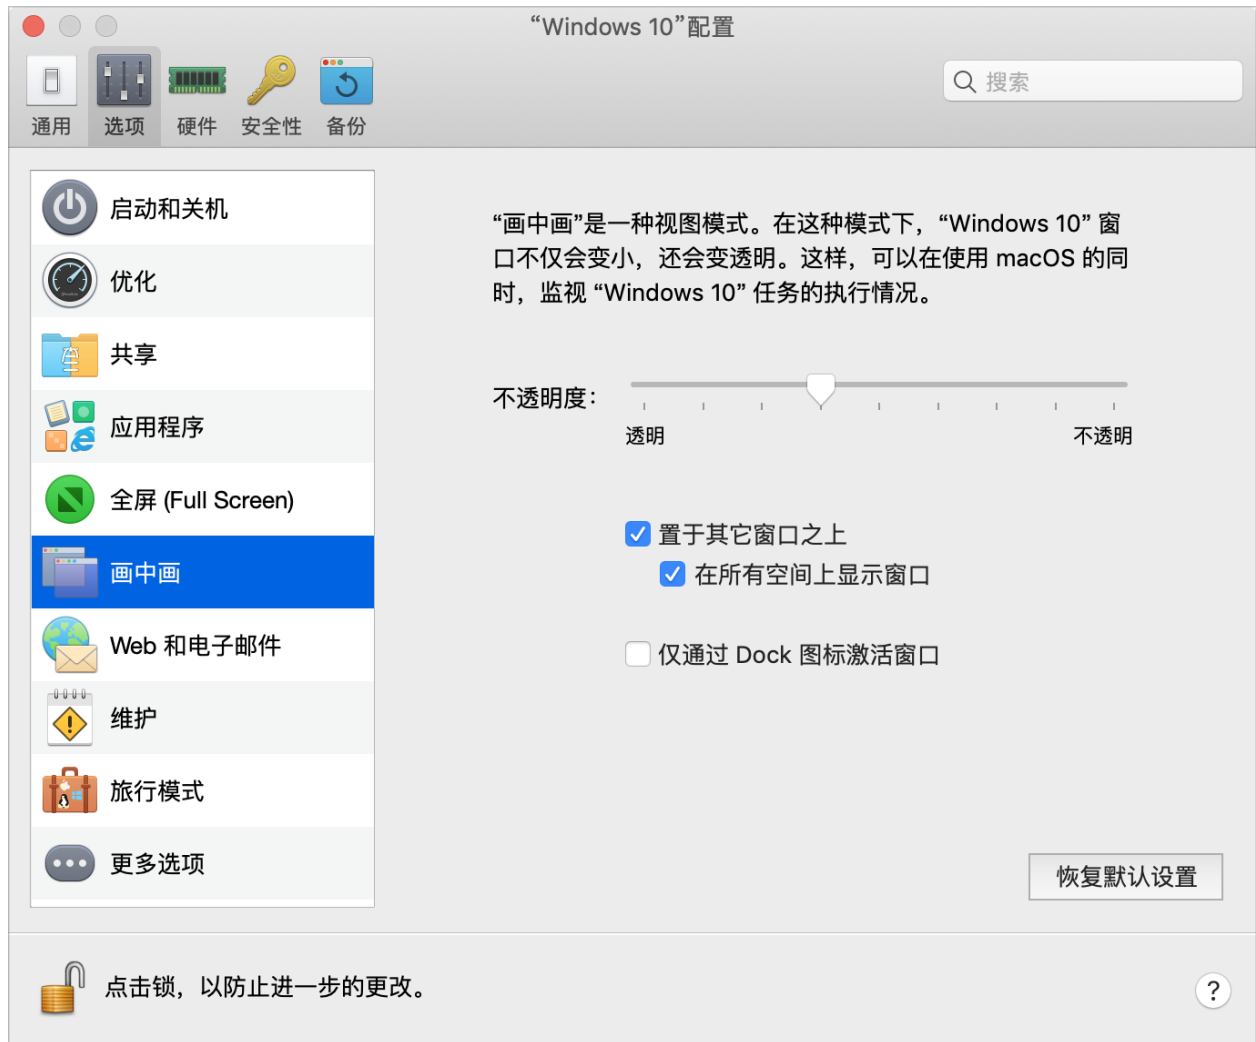 “Windows 10”配置
通用
选项
硬件
安全性
备份
搜索
启动和关机
优化
共享
应用程序
全屏 (Full Screen)
画中画
Web 和电子邮件
维护
旅行模式
更多选项
“画中画”是一种视图模式。在这种模式下，“Windows 10” 窗
口不仅会变小，还会变透明。这样，可以在使用 macOS 的同
时，监视 “Windows 10” 任务的执行情况。
不透明度：
透明
不透明
置于其它窗口之上
在所有空间上显示窗口
仅通过 Dock 图标激活窗口
恢复默认设置
点击锁，以防止进一步的更改。
?